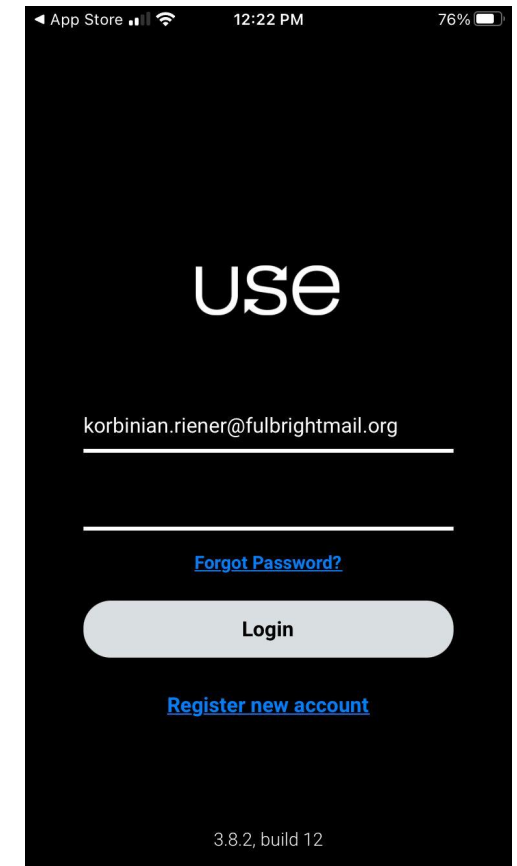 ◀ App Store 12:22 PM 76%
use
korbinian.riener@fulbrightmail.org
Forgot Password?
Login
Register new account
3.8.2, build 12